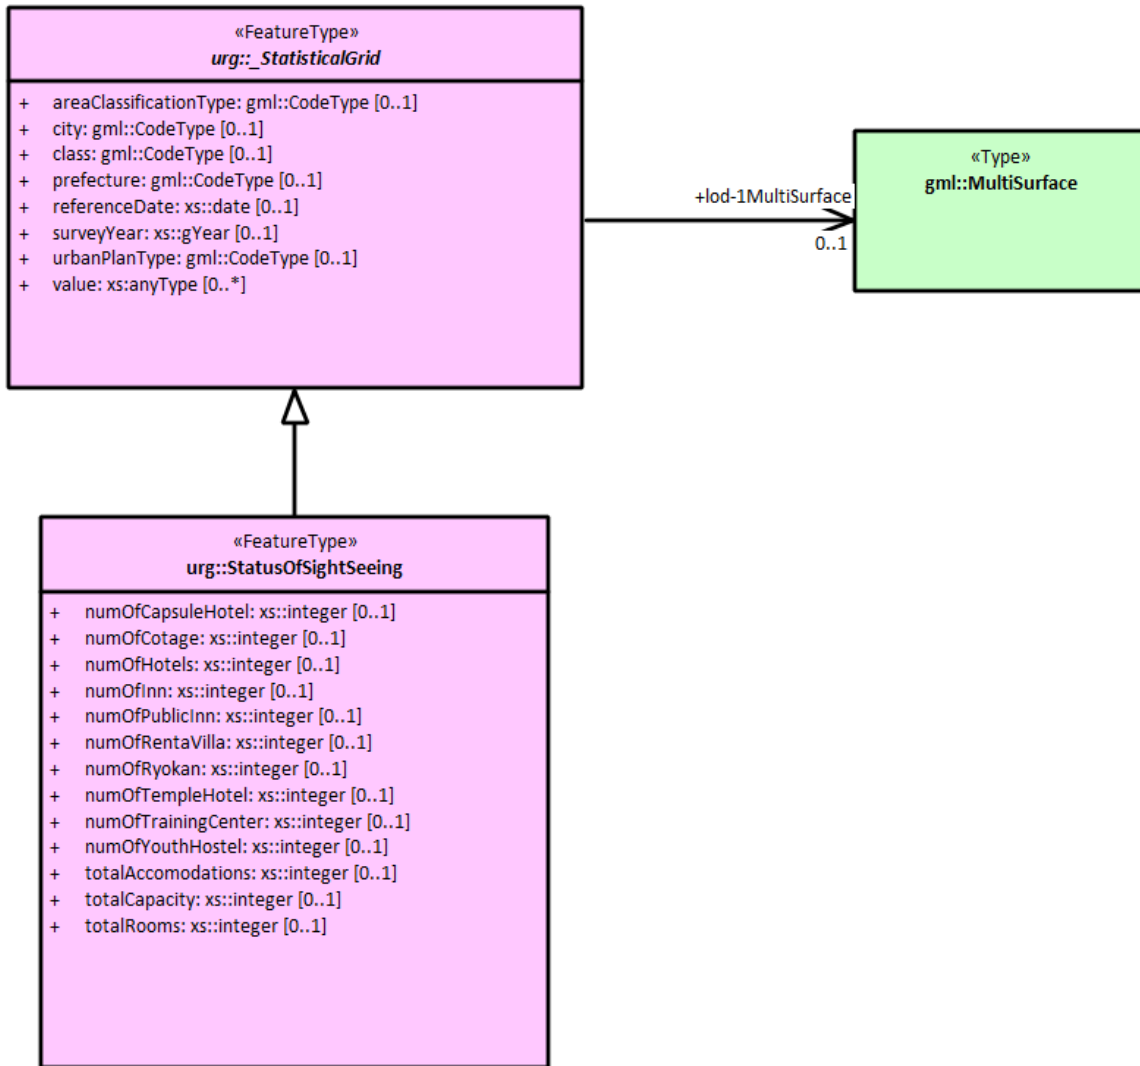 «FeatureType»
urg::_StatisticalGrid
+ areaClassificationType: gml::CodeType [0..1]
+ city: gml::CodeType [0..1]
+ class: gml::CodeType [0..1]
+ prefecture: gml::CodeType [0..1]
+ referenceDate: xs::date [0..1]
+ surveyYear: xs::gYear [0..1]
+ urbanPlanType: gml::CodeType [0..1]
+ value: xs:anyType [0..*]
+lod-1MultiSurface
0..1
«Type»
gml::MultiSurface
«FeatureType»
urg::StatusOfSightSeeing
+ numOfCapsuleHotel: xs::integer [0..1]
+ numOfCotage: xs::integer [0..1]
+ numOfHotels: xs::integer [0..1]
+ numOfInn: xs::integer [0..1]
+ numOfPublicInn: xs::integer [0..1]
+ numOfRentaVilla: xs::integer [0..1]
+ numOfRyokan: xs::integer [0..1]
+ numOfTempleHotel: xs::integer [0..1]
+ numOfTrainingCenter: xs::integer [0..1]
+ numOfYouthHostel: xs::integer [0..1]
+ totalAccomodations: xs::integer [0..1]
+ totalCapacity: xs::integer [0..1]
+ totalRooms: xs::integer [0..1]